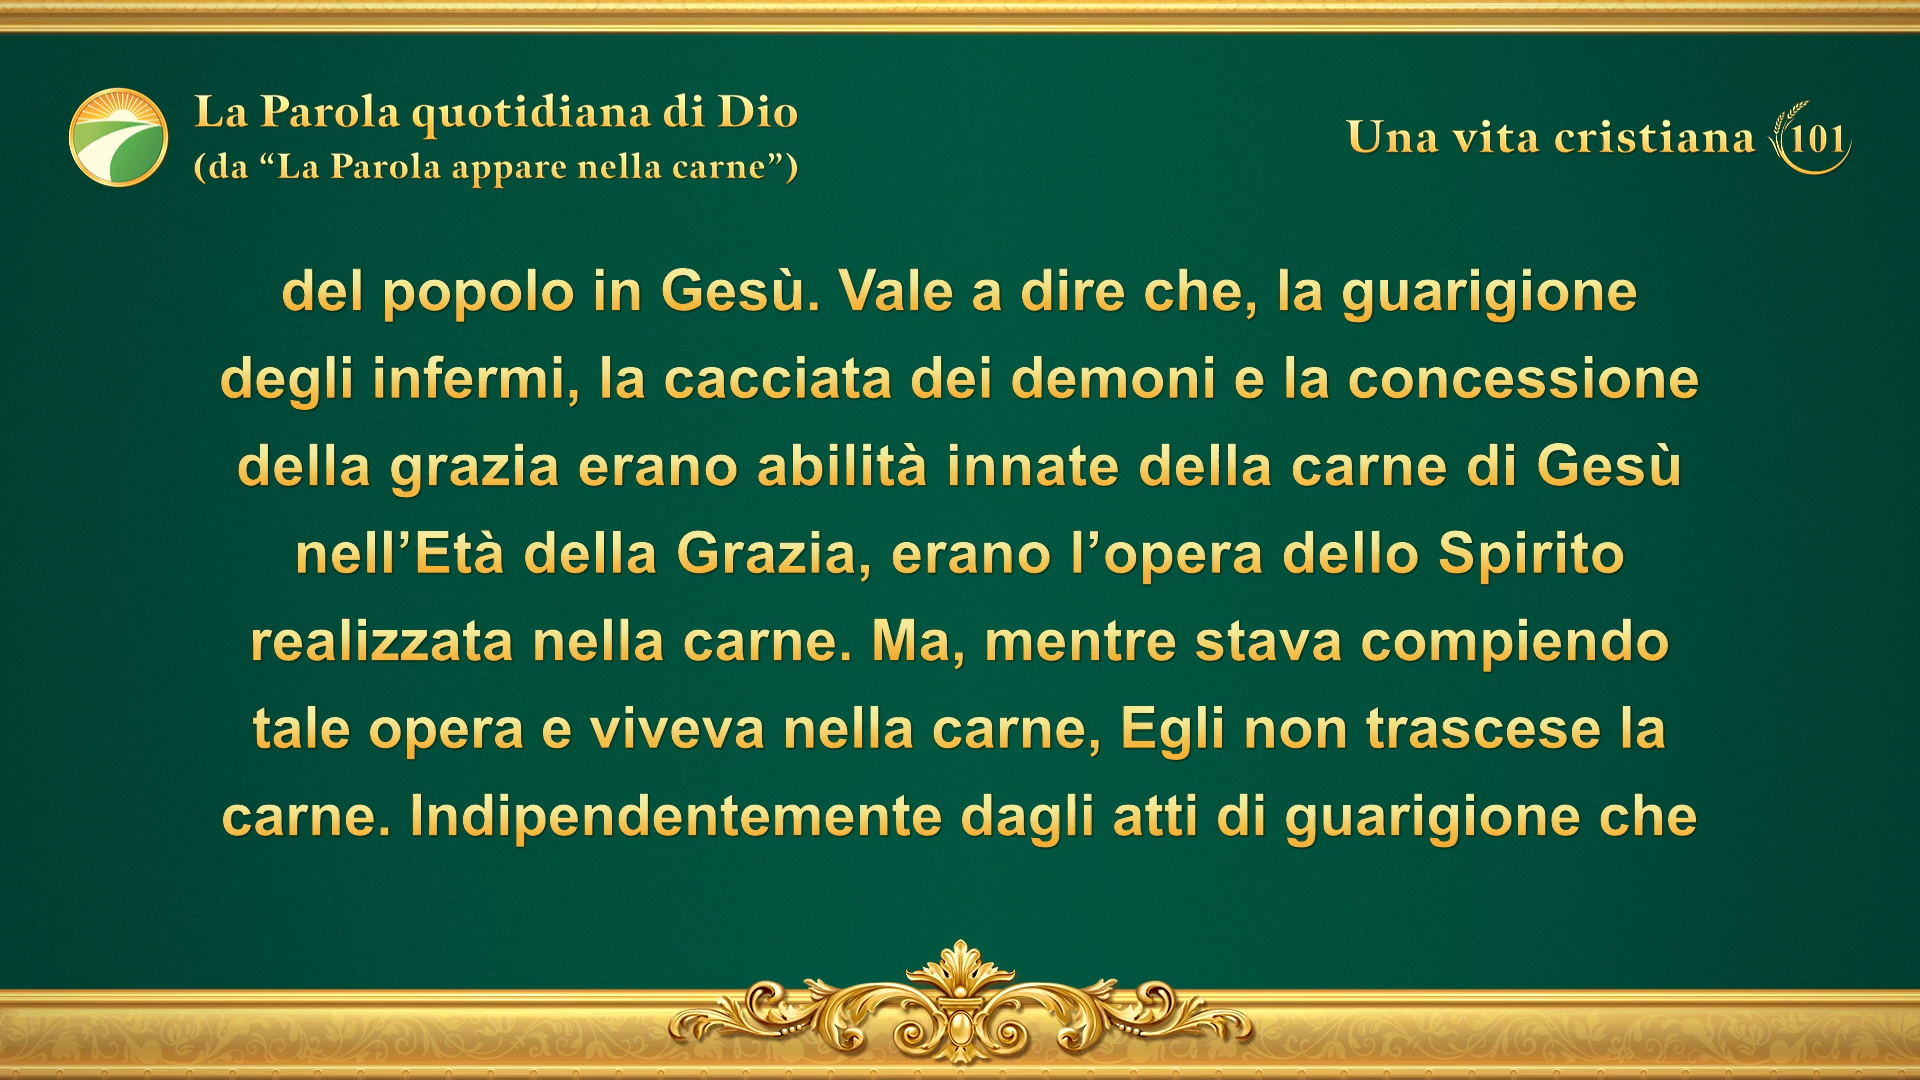 La Parola quotidiana di Dio
(da “La Parola appare nella carne”)
Una vita cristiana 101
del popolo in Gesù. Vale a dire che, la guarigione
degli infermi, la cacciata dei demoni e la concessione
della grazia erano abilità innate della carne di Gesù
nell’Età della Grazia, erano l’opera dello Spirito
realizzata nella carne. Ma, mentre stava compiendo
tale opera e viveva nella carne, Egli non trascese la
carne. Indipendentemente dagli atti di guarigione che